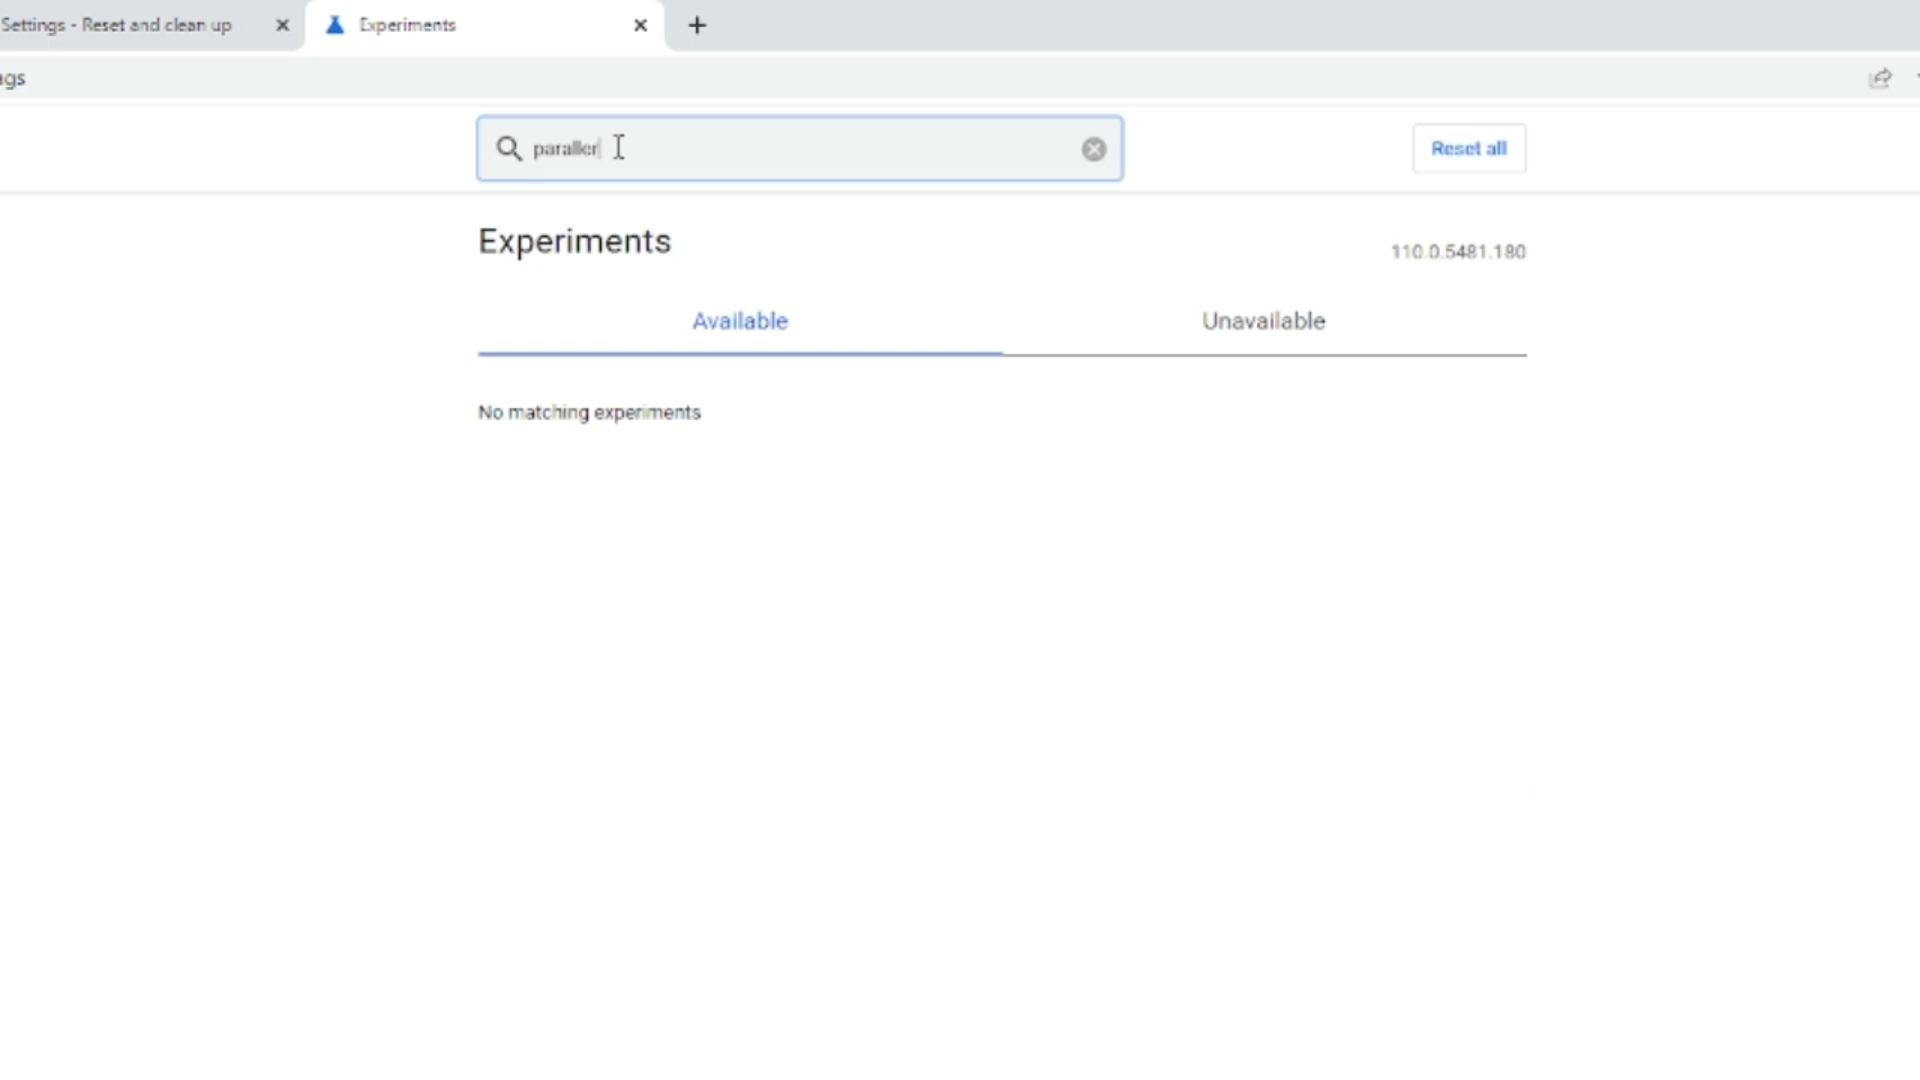 Settings - Reset and clean up
Experiments
ags
paraller
Reset all
Experiments
110.0.5481.180
Available
Unavailable
No matching experiments